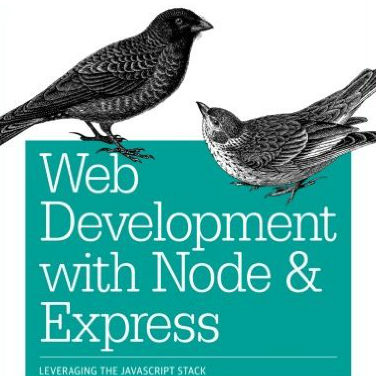 Web
Development
with Node &
Express
LEVERAGING THE JAVASCRIPT STACK